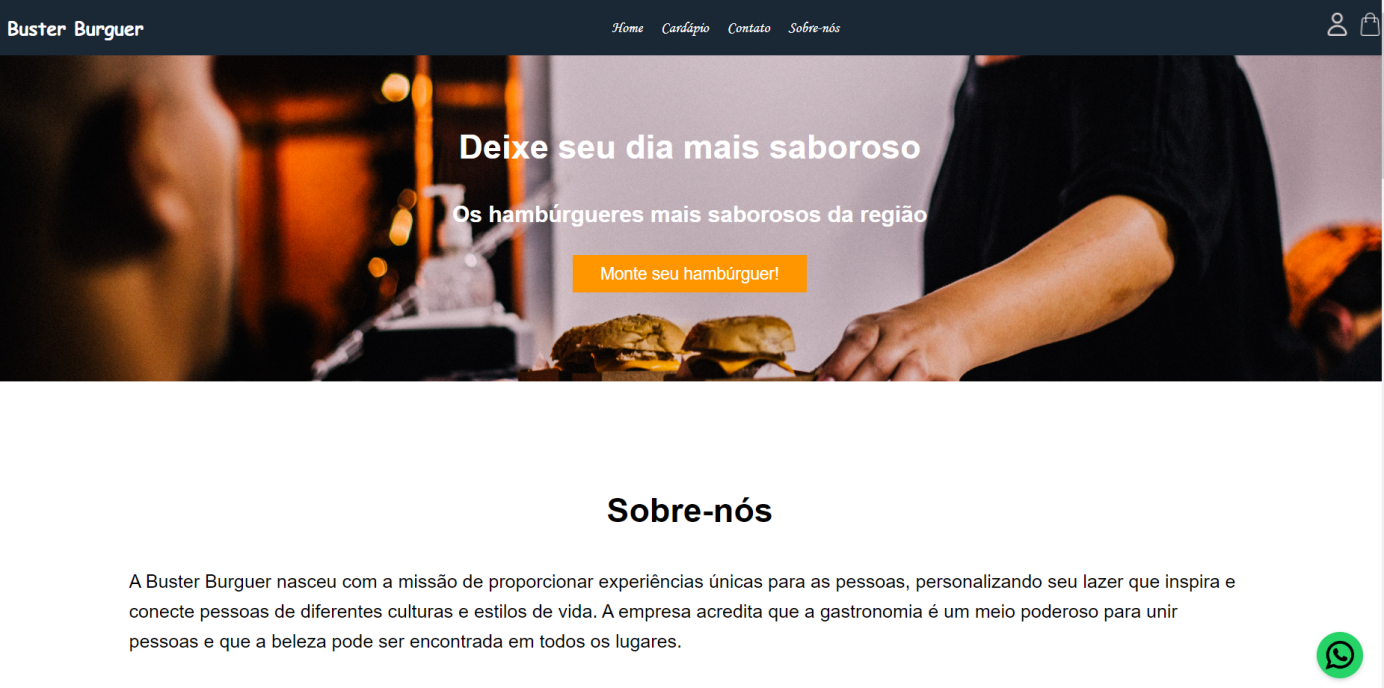 Buster Burguer
Home Cardápio Contato Sobre-nós
Deixe seu dia mais saboroso
Os hambúrgueres mais saborosos da região
Monte seu hambúrguer!
Sobre-nós
A Buster Burguer nasceu com a missão de proporcionar experiências únicas para as pessoas, personalizando seu lazer que inspira e
conecte pessoas de diferentes culturas e estilos de vida. A empresa acredita que a gastronomia é um meio poderoso para unir
pessoas e que a beleza pode ser encontrada em todos os lugares.